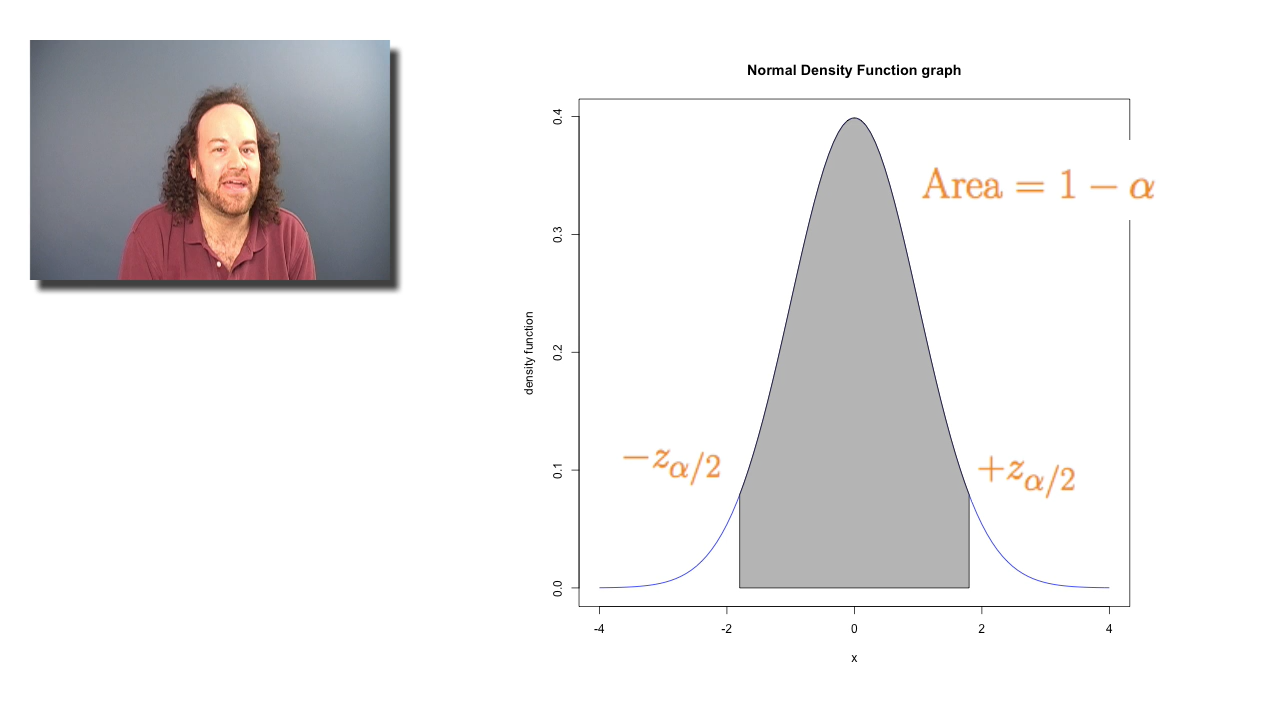 Normal Density Function graph
0.4
Area = 1 − α
0.3
density function
0.2
0.1
−z_{α/2}
+z_{α/2}
0.0
-4 -2 0 2 4
x